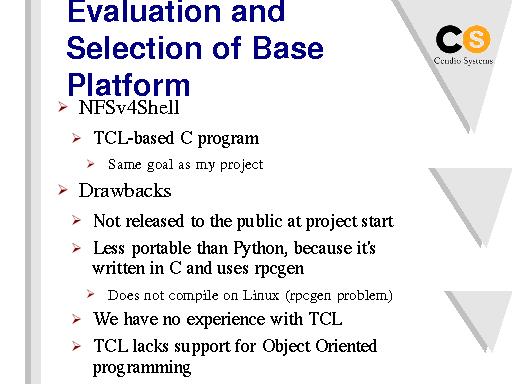 Evaluation and
Selection of Base
Platform
CS
Cendio Systems
NFSv4Shell
TCL-based C program
Same goal as my project
Drawbacks
Not released to the public at project start
Less portable than Python, because it's
written in C and uses rpcgen
Does not compile on Linux (rpcgen problem)
We have no experience with TCL
TCL lacks support for Object Oriented
programming